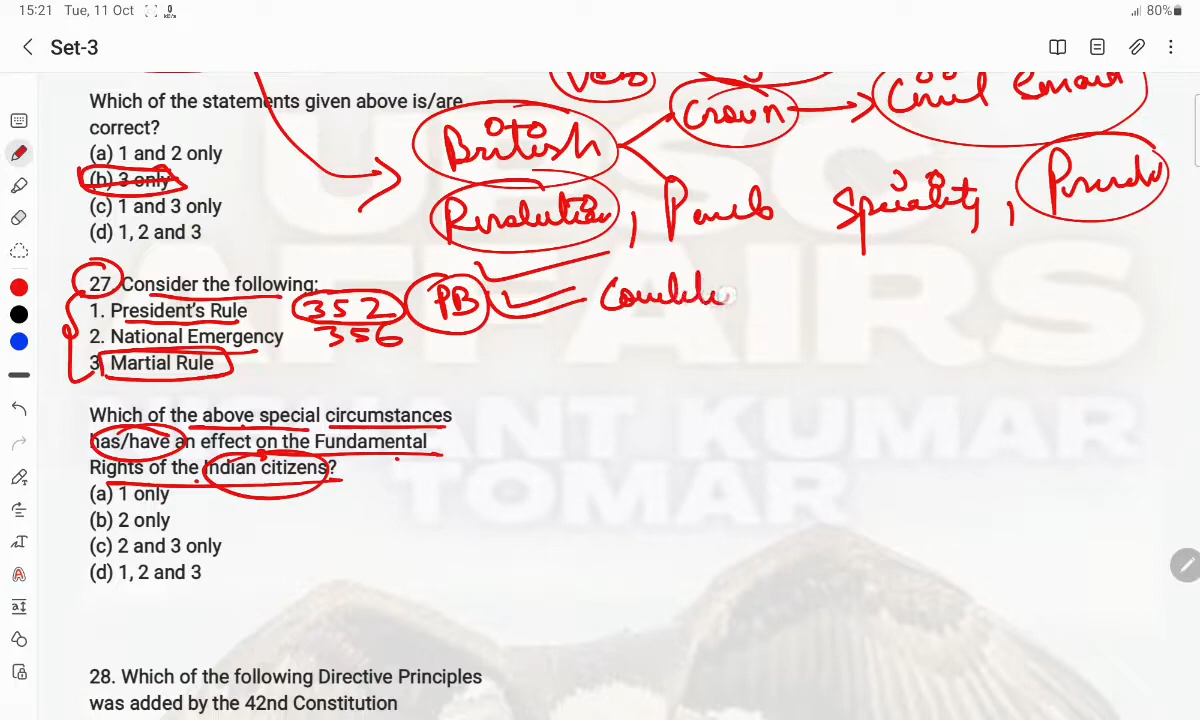 15:21 Tue, 11 Oct
80%
Set-3
Which of the statements given above is/are
correct?
(a) 1 and 2 only
(b) 3 only
(c) 1 and 3 only
(d) 1, 2 and 3
Crown
British
27. Consider the following:
1. President's Rule
2. National Emergency
3. Martial Rule
352
356
PB
Which of the above special circumstances
has/have an effect on the Fundamental
Rights of the Indian citizens?
(a) 1 only
(b) 2 only
(c) 2 and 3 only
(d) 1, 2 and 3
28. Which of the following Directive Principles
was added by the 42nd Constitution
UPSC
AFFAIRS
KUMAR
TOMAR